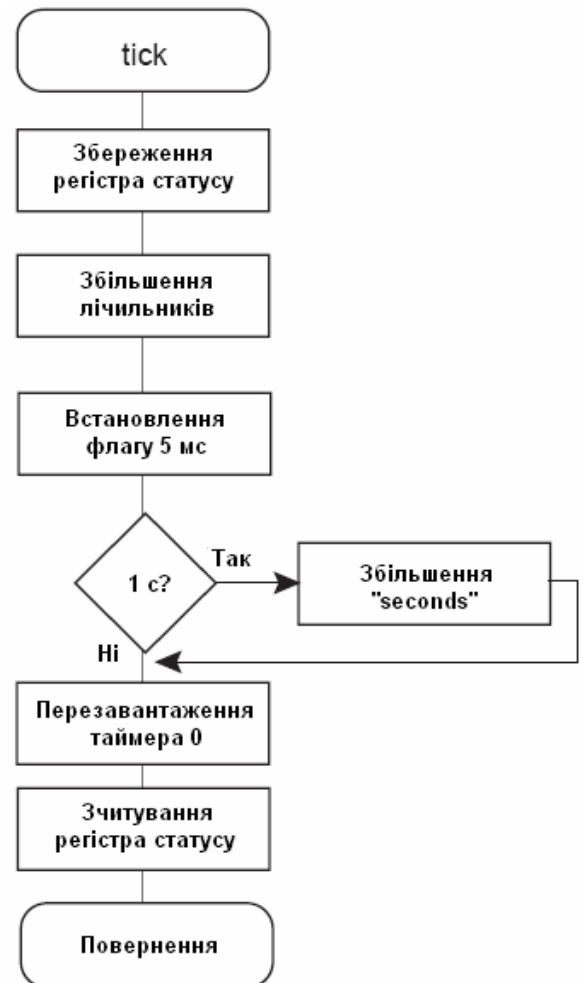 tick
Збереження
регістра статусу
Збільшення
лічильників
Встановлення
флагу 5 мс
1 с?
Так
Збільшення
"seconds"
Ні
Перезавантаження
таймера 0
Зчитування
регістра статусу
Повернення